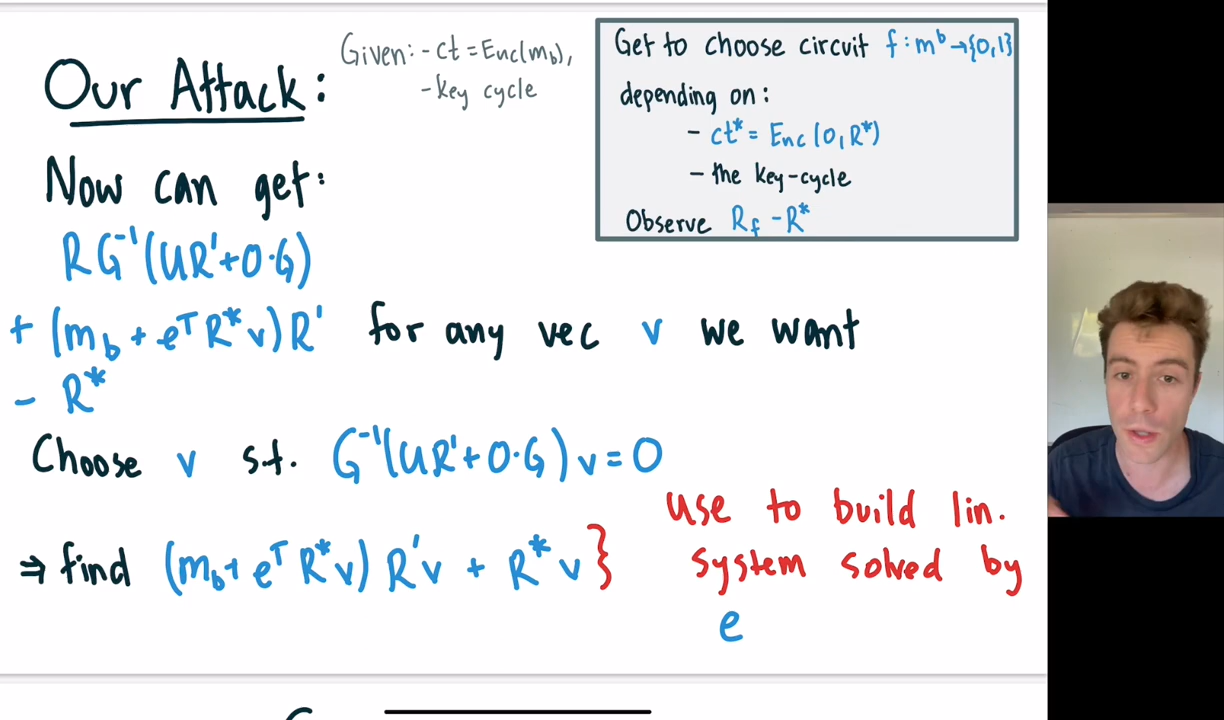 Our Attack:
Given: - ct = Enc(m_b),
- key cycle
Get to choose circuit f: m^b → {0,1}
depending on:
- ct* = Enc(0, R*)
- the key-cycle
Observe R_f - R*
Now can get:
R G^-1(UR'+0·G)
+ (m_b + e^T R* v) R' for any vec v we want
- R*
Choose v s.t. G^-1(UR'+0·G) v = 0
⇒ find (m_b + e^T R* v) R'v + R* v }
use to build lin.
system solved by
e